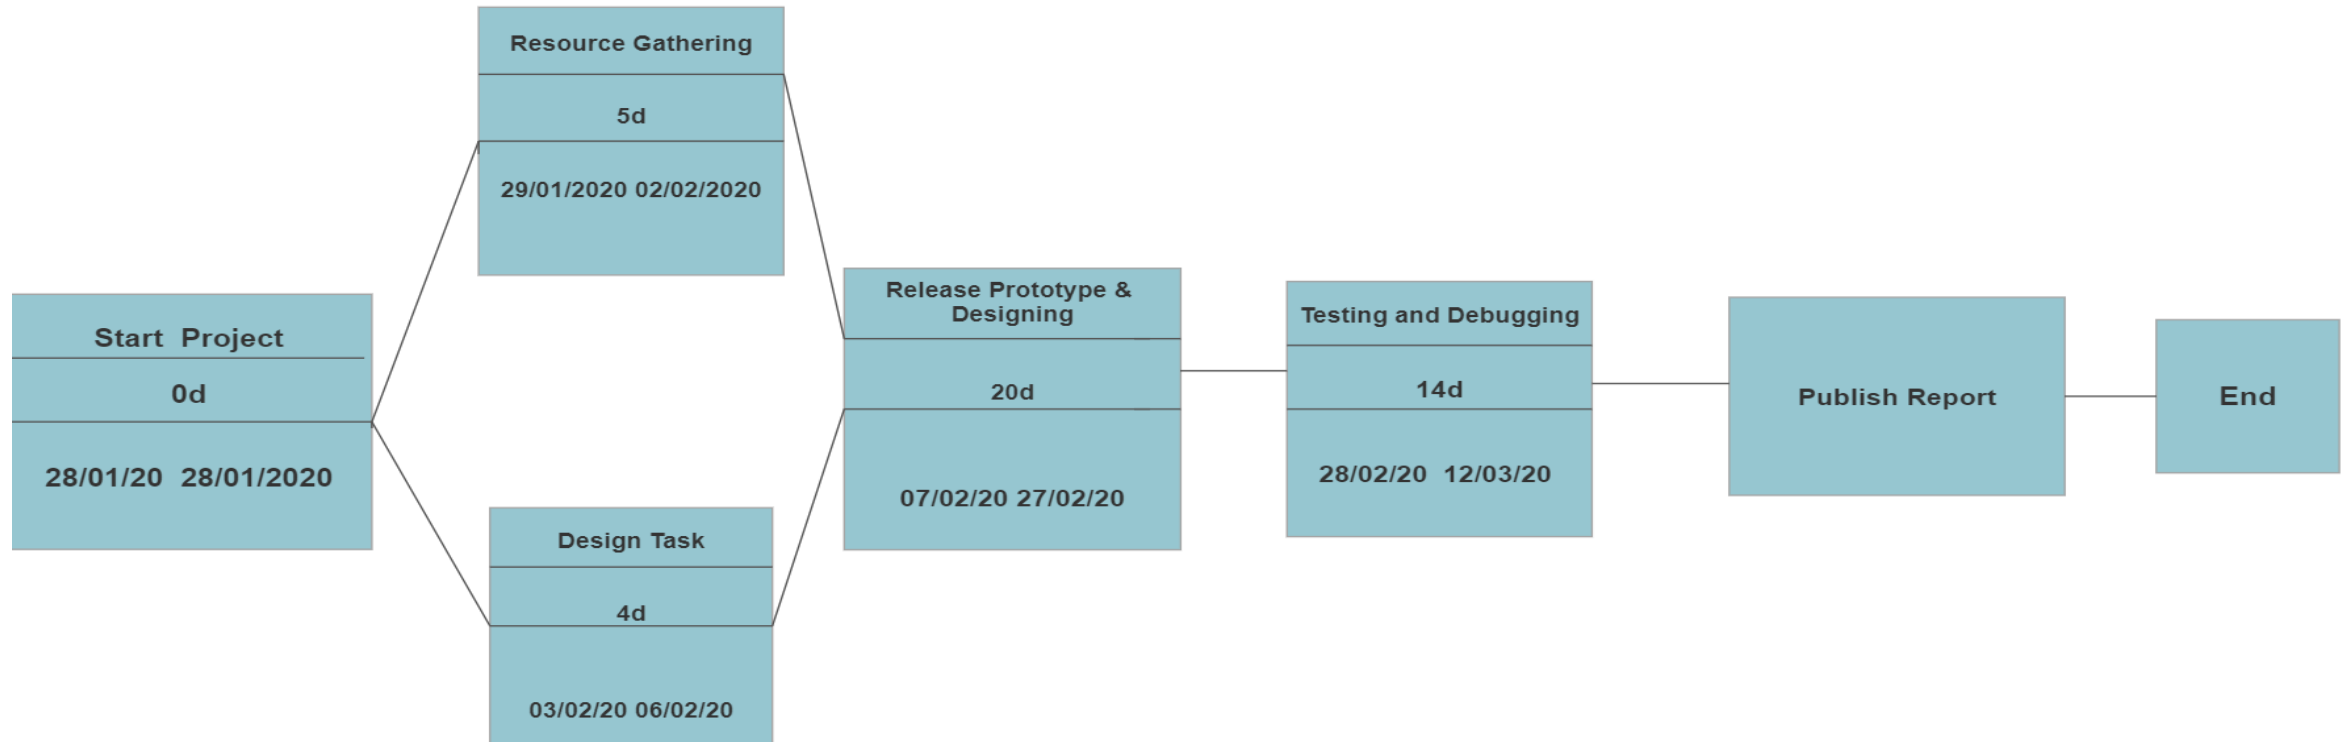 Resource Gathering
5d
29/01/2020 02/02/2020
Start Project
0d
28/01/20 28/01/2020
Design Task
4d
03/02/20 06/02/20
Release Prototype &
Designing
20d
07/02/20 27/02/20
Testing and Debugging
14d
28/02/20 12/03/20
Publish Report
End